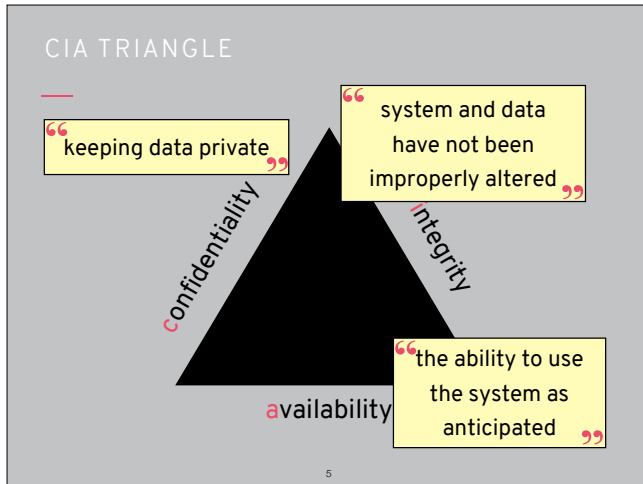 CIA TRIANGLE
“keeping data private”
“system and data
have not been
improperly altered”
confidentiality
integrity
“the ability to use
the system as
anticipated”
availability
5